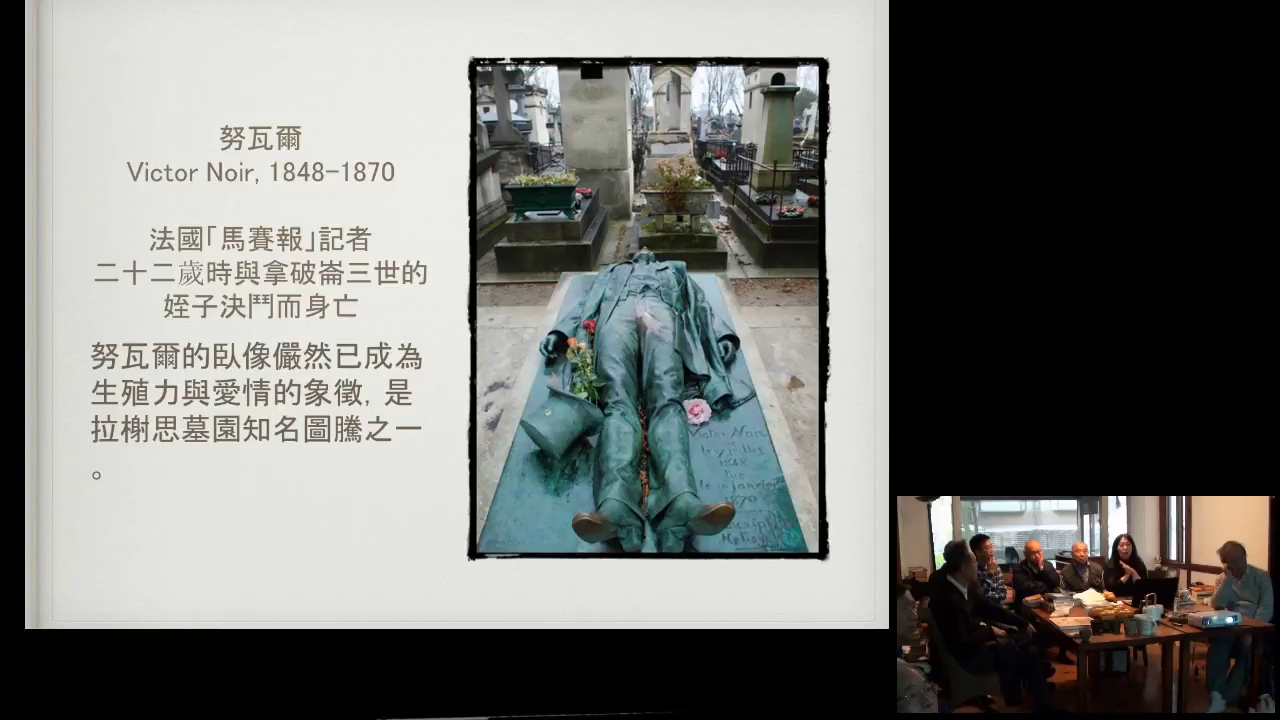 努瓦爾
Victor Noir, 1848-1870
法國「馬賽報」記者
二十二歲時與拿破崙三世的
姪子決鬥而身亡
努瓦爾的臥像儼然已成為
生殖力與愛情的象徵，是
拉榭思墓園知名圖騰之一
。
Victor Noir
1848
janvier
1870